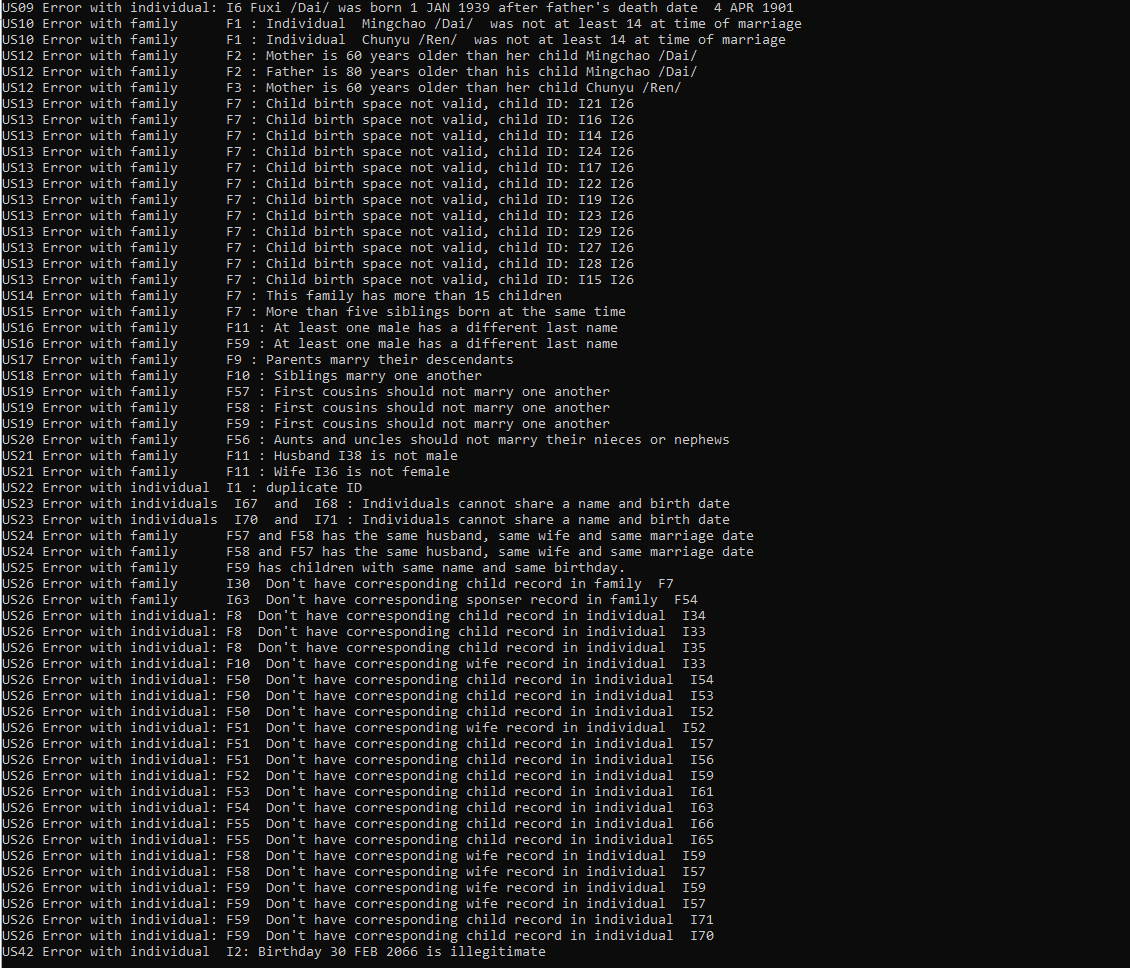 US09 Error with individual: I6 Fuxi /Dai/ was born 1 JAN 1939 after father's death date  4 APR 1901
US10 Error with family      F1 : Individual  Mingchao /Dai/  was not at least 14 at time of marriage
US10 Error with family      F1 : Individual  Chunyu /Ren/  was not at least 14 at time of marriage
US12 Error with family      F2 : Mother is 60 years older than her child Mingchao /Dai/
US12 Error with family      F2 : Father is 80 years older than his child Mingchao /Dai/
US12 Error with family      F3 : Mother is 60 years older than her child Chunyu /Ren/
US13 Error with family      F7 : Child birth space not valid, child ID: I21 I26
US13 Error with family      F7 : Child birth space not valid, child ID: I16 I26
US13 Error with family      F7 : Child birth space not valid, child ID: I14 I26
US13 Error with family      F7 : Child birth space not valid, child ID: I24 I26
US13 Error with family      F7 : Child birth space not valid, child ID: I17 I26
US13 Error with family      F7 : Child birth space not valid, child ID: I22 I26
US13 Error with family      F7 : Child birth space not valid, child ID: I19 I26
US13 Error with family      F7 : Child birth space not valid, child ID: I23 I26
US13 Error with family      F7 : Child birth space not valid, child ID: I29 I26
US13 Error with family      F7 : Child birth space not valid, child ID: I27 I26
US13 Error with family      F7 : Child birth space not valid, child ID: I28 I26
US13 Error with family      F7 : Child birth space not valid, child ID: I15 I26
US14 Error with family      F7 : This family has more than 15 children
US15 Error with family      F7 : More than five siblings born at the same time
US16 Error with family      F11 : At least one male has a different last name
US16 Error with family      F59 : At least one male has a different last name
US17 Error with family      F9 : Parents marry their descendants
US18 Error with family      F10 : Siblings marry one another
US19 Error with family      F57 : First cousins should not marry one another
US19 Error with family      F58 : First cousins should not marry one another
US19 Error with family      F59 : First cousins should not marry one another
US20 Error with family      F56 : Aunts and uncles should not marry their nieces or nephews
US21 Error with family      F11 : Husband I38 is not male
US21 Error with family      F11 : Wife I36 is not female
US22 Error with individual  I1 : duplicate ID
US23 Error with individuals  I67  and  I68 : Individuals cannot share a name and birth date
US23 Error with individuals  I70  and  I71 : Individuals cannot share a name and birth date
US24 Error with family      F57 and F58 has the same husband, same wife and same marriage date
US24 Error with family      F58 and F57 has the same husband, same wife and same marriage date
US25 Error with family      F59 has children with same name and same birthday.
US26 Error with family      I30  Don't have corresponding child record in family  F7
US26 Error with family      I63  Don't have corresponding sponser record in family  F54
US26 Error with individual: F8  Don't have corresponding child record in individual  I34
US26 Error with individual: F8  Don't have corresponding child record in individual  I33
US26 Error with individual: F8  Don't have corresponding child record in individual  I35
US26 Error with individual: F10  Don't have corresponding wife record in individual  I33
US26 Error with individual: F50  Don't have corresponding child record in individual  I54
US26 Error with individual: F50  Don't have corresponding child record in individual  I53
US26 Error with individual: F50  Don't have corresponding child record in individual  I52
US26 Error with individual: F51  Don't have corresponding wife record in individual  I52
US26 Error with individual: F51  Don't have corresponding child record in individual  I57
US26 Error with individual: F51  Don't have corresponding child record in individual  I56
US26 Error with individual: F52  Don't have corresponding child record in individual  I59
US26 Error with individual: F53  Don't have corresponding child record in individual  I61
US26 Error with individual: F54  Don't have corresponding child record in individual  I63
US26 Error with individual: F55  Don't have corresponding child record in individual  I66
US26 Error with individual: F55  Don't have corresponding child record in individual  I65
US26 Error with individual: F58  Don't have corresponding wife record in individual  I59
US26 Error with individual: F58  Don't have corresponding wife record in individual  I57
US26 Error with individual: F59  Don't have corresponding wife record in individual  I59
US26 Error with individual: F59  Don't have corresponding wife record in individual  I57
US26 Error with individual: F59  Don't have corresponding child record in individual  I71
US26 Error with individual: F59  Don't have corresponding child record in individual  I70
US42 Error with individual  I2: Birthday 30 FEB 2066 is illegitimate